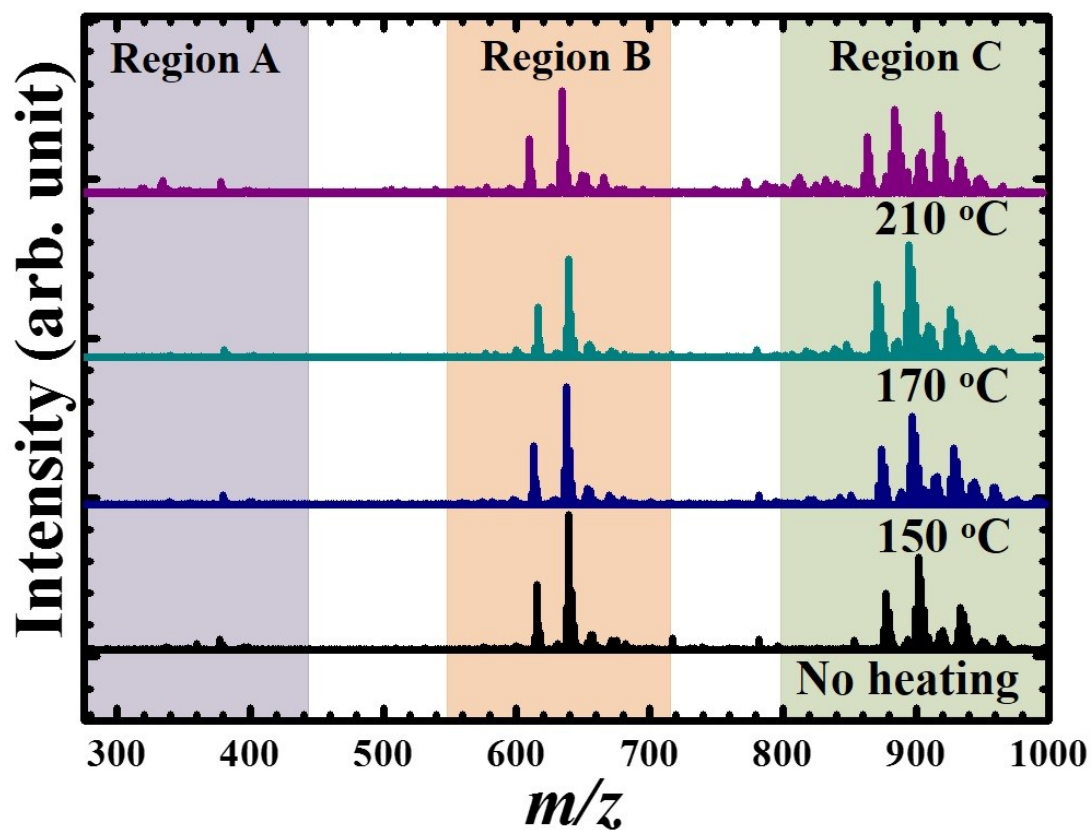 Region A Region B Region C
210 °C
170 °C
150 °C
No heating
Intensity (arb. unit)
300 400 500 600 700 800 900 1000
m/z